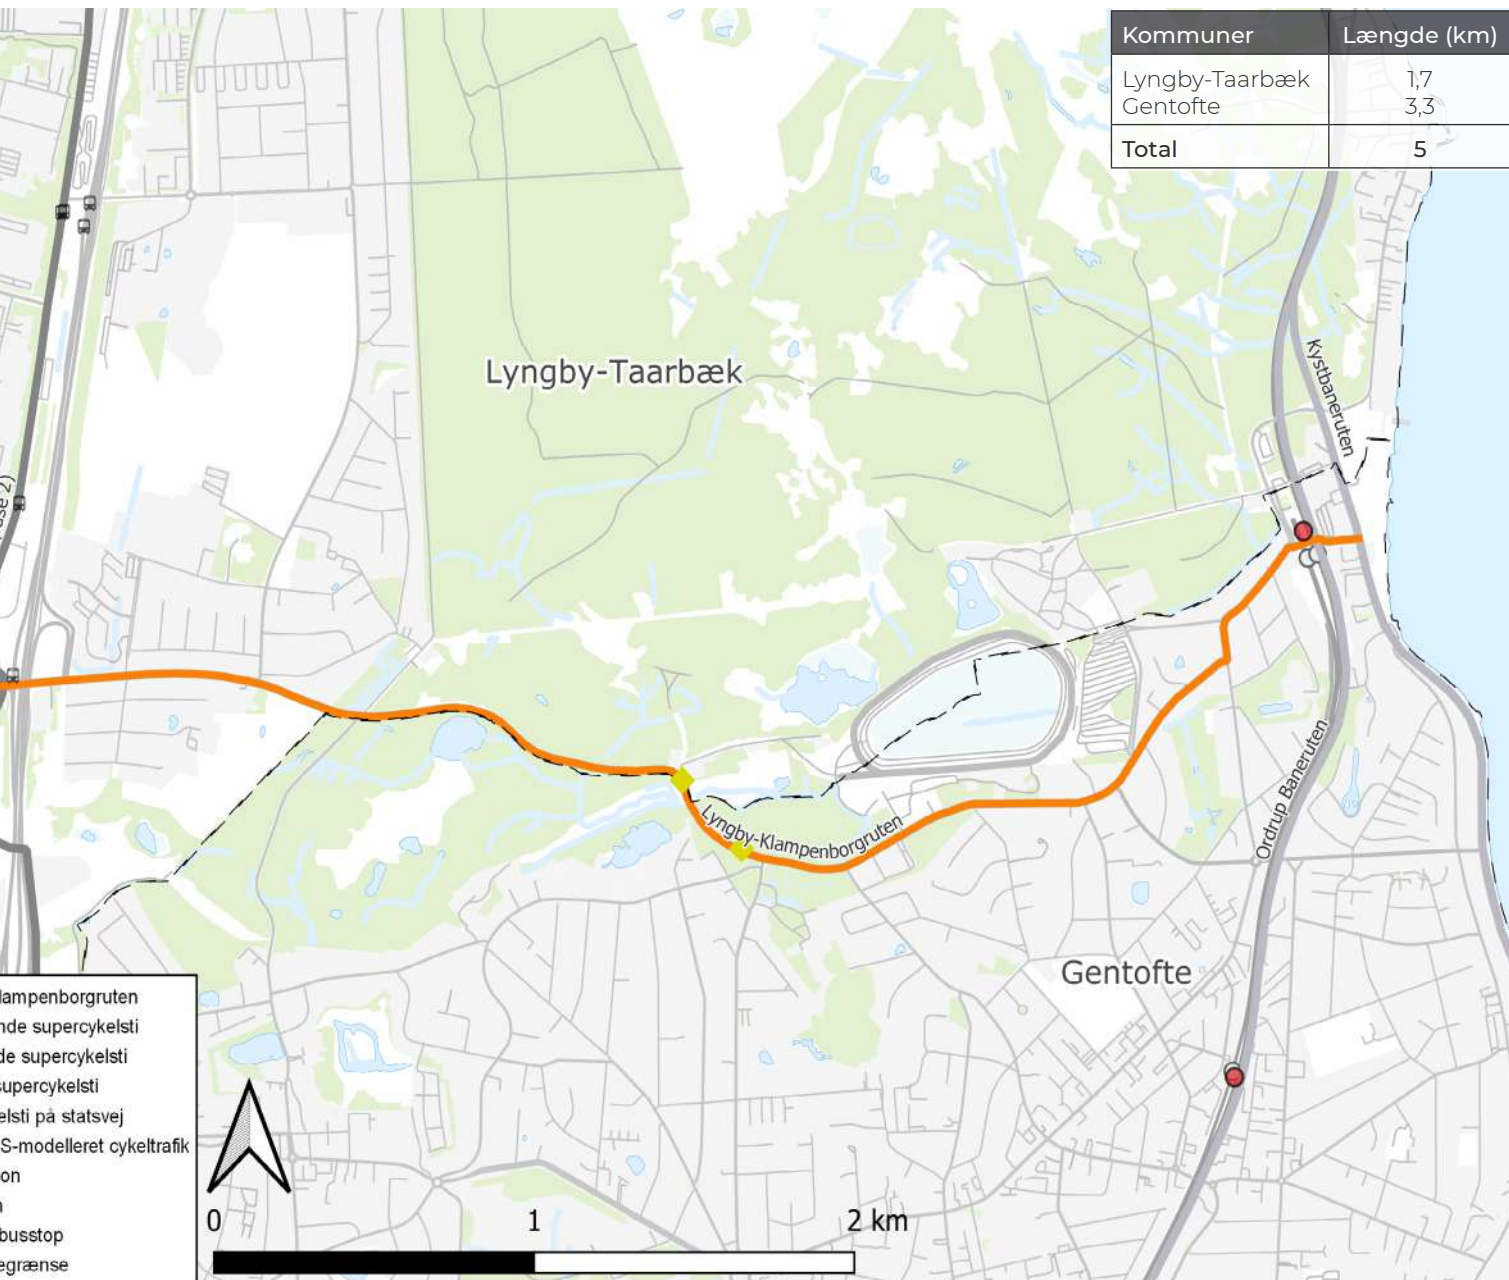 Kommuner Længde (km)
Lyngby-Taarbæk 1,7
Gentofte 3,3
Total 5
Kystbaneruten
Lyngby-Taarbæk
Lyngby-Klampenborgruten
Ordrup Baneruten
Gentofte
lampenborgruten
nde supercykelsti
de supercykelsti
supercykelsti
elsti på statsvej
S-modelleret cykeltrafik
on
n
busstop
egrænse
0 1 2 km